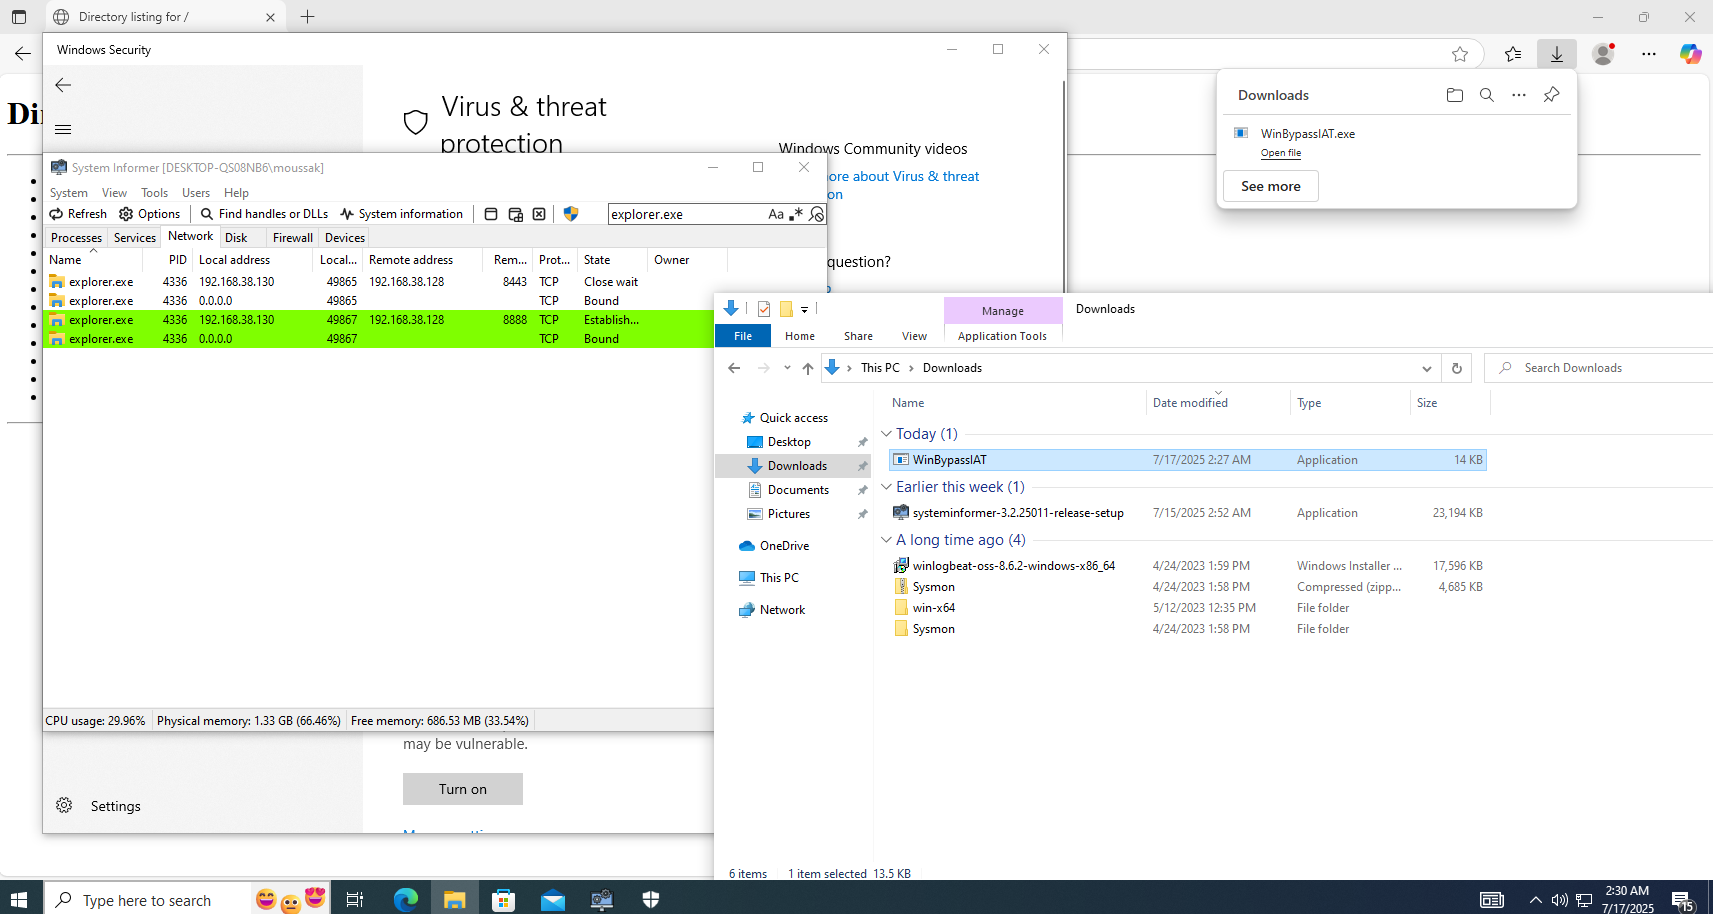 Directory listing for /
Windows Security
Virus & threat
protection
Windows Community videos
ore about Virus & threat
on
question?
may be vulnerable.
Turn on
Settings
System Informer [DESKTOP-QS08NB6\moussak]
System View Tools Users Help
Refresh Options Find handles or DLLs System information explorer.exe Aa
Processes Services Network Disk Firewall Devices
Name PID Local address Local... Remote address Rem... Prot... State Owner
explorer.exe 4336 192.168.38.130 49865 192.168.38.128 8443 TCP Close wait
explorer.exe 4336 0.0.0.0 49865 TCP Bound
explorer.exe 4336 192.168.38.130 49867 192.168.38.128 8888 TCP Establish...
explorer.exe 4336 0.0.0.0 49867 TCP Bound
CPU usage: 29.96% Physical memory: 1.33 GB (66.46%) Free memory: 686.53 MB (33.54%)
Downloads
WinBypassIAT.exe
Open file
See more
Manage Downloads
File Home Share View Application Tools
This PC Downloads Search Downloads
Quick access
Desktop
Downloads
Documents
Pictures
OneDrive
This PC
Network
Name Date modified Type Size
Today (1)
WinBypassIAT 7/17/2025 2:27 AM Application 14 KB
Earlier this week (1)
systeminformer-3.2.25011-release-setup 7/15/2025 2:52 AM Application 23,194 KB
A long time ago (4)
winlogbeat-oss-8.6.2-windows-x86_64 4/24/2023 1:59 PM Windows Installer ... 17,596 KB
Sysmon 4/24/2023 1:58 PM Compressed (zipp... 4,685 KB
win-x64 5/12/2023 12:35 PM File folder
Sysmon 4/24/2023 1:58 PM File folder
6 items 1 item selected 13.5 KB
Type here to search
2:30 AM
7/17/2025
15